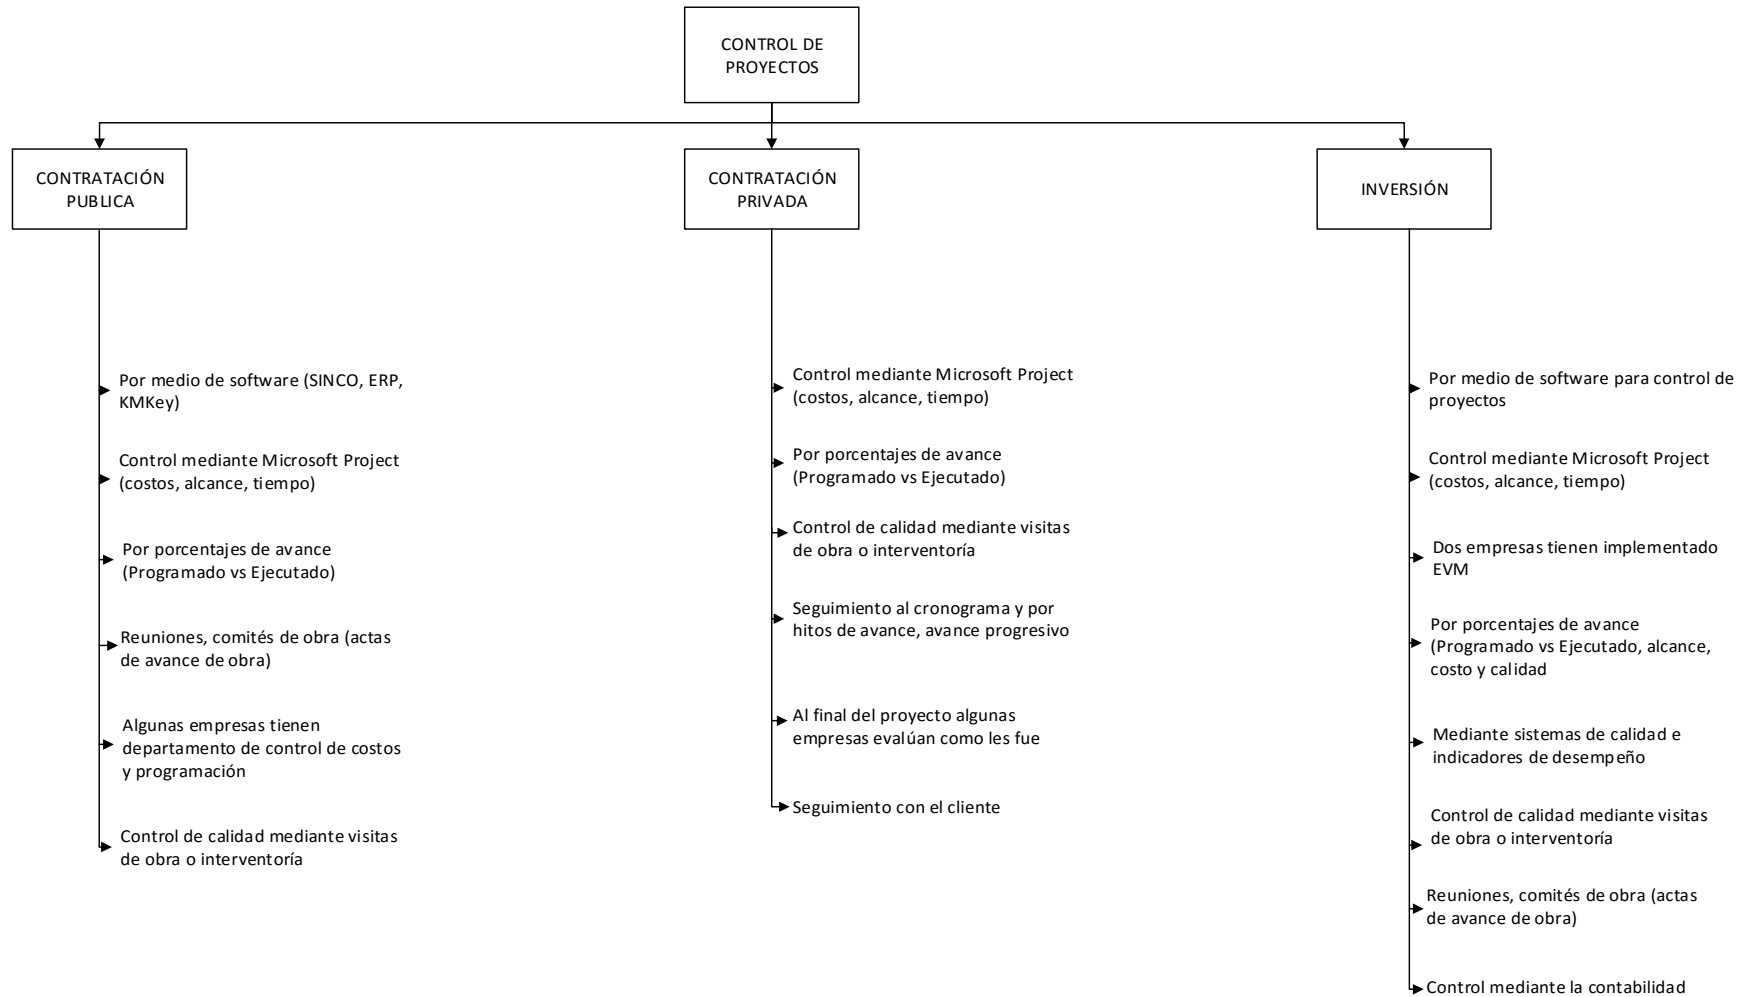 CONTROL DE
PROYECTOS
CONTRATACIÓN
PUBLICA
CONTRATACIÓN
PRIVADA
INVERSIÓN
Por medio de software (SINCO, ERP,
KMKey)
Control mediante Microsoft Project
(costos, alcance, tiempo)
Por porcentajes de avance
(Programado vs Ejecutado)
Reuniones, comités de obra (actas
de avance de obra)
Algunas empresas tienen
departamento de control de costos
y programación
Control de calidad mediante visitas
de obra o interventoría
Control mediante Microsoft Project
(costos, alcance, tiempo)
Por porcentajes de avance
(Programado vs Ejecutado)
Control de calidad mediante visitas
de obra o interventoría
Seguimiento al cronograma y por
hitos de avance, avance progresivo
Al final del proyecto algunas
empresas evalúan como les fue
Seguimiento con el cliente
Por medio de software para control de
proyectos
Control mediante Microsoft Project
(costos, alcance, tiempo)
Dos empresas tienen implementado
EVM
Por porcentajes de avance
(Programado vs Ejecutado, alcance,
costo y calidad
Mediante sistemas de calidad e
indicadores de desempeño
Control de calidad mediante visitas
de obra o interventoría
Reuniones, comités de obra (actas
de avance de obra)
Control mediante la contabilidad